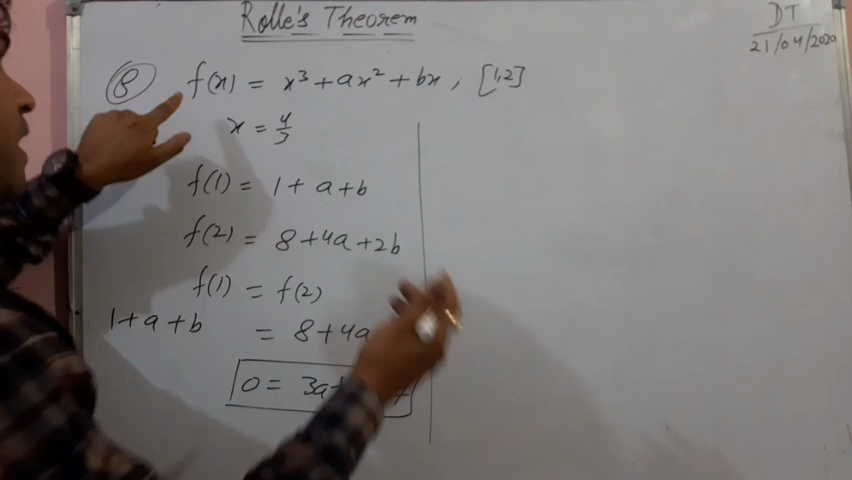 Rolle's Theorem
DT
21/04/2020
8 f(x) = x³ + ax² + bx, [1,2]
x = 4/3
f(1) = 1 + a + b
f(2) = 8 + 4a + 2b
f(1) = f(2)
1 + a + b = 8 + 4a
0 = 3a +